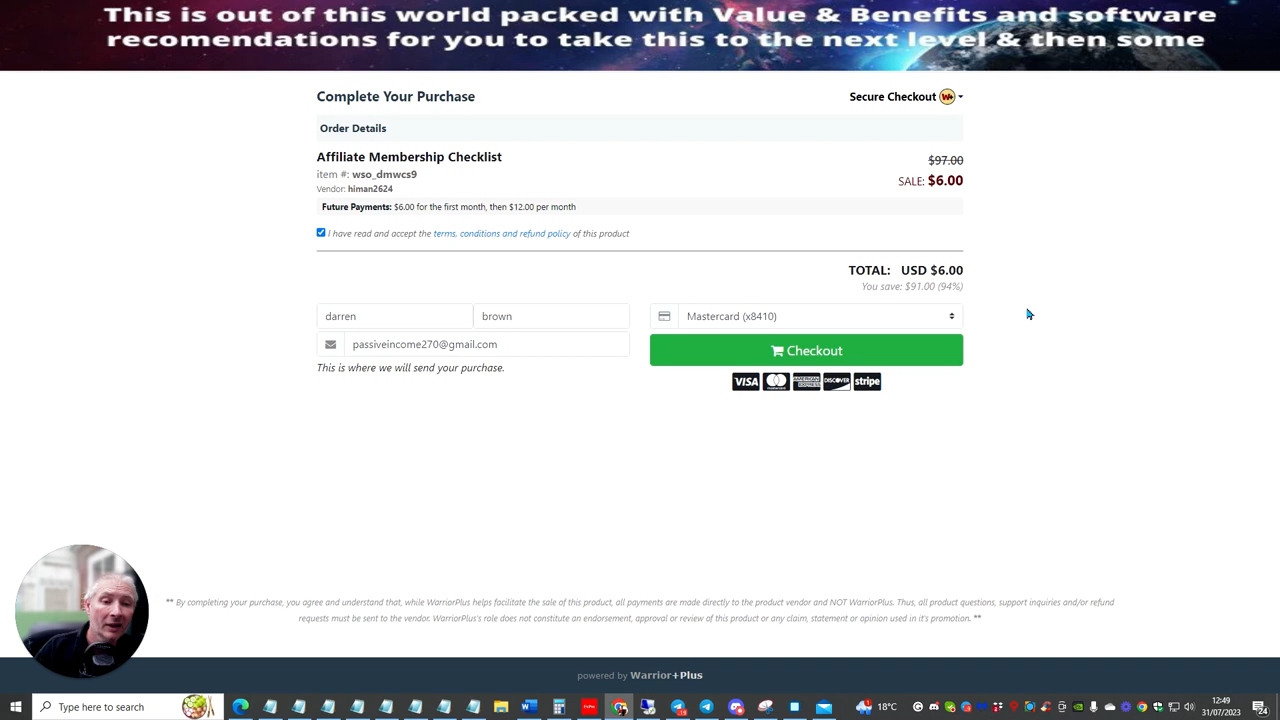 This is out of this world packed with Value & Benefits and software
recomendations for you to take this to the next level & then some
Complete Your Purchase
Secure Checkout W+
Order Details
Affiliate Membership Checklist
$97.00
item #: wso_dmwcs9
SALE: $6.00
Vendor: himan2624
Future Payments: $6.00 for the first month, then $12.00 per month
I have read and accept the terms, conditions and refund policy of this product
TOTAL: USD $6.00
You save: $91.00 (94%)
darren
brown
Mastercard (x8410)
passiveincome270@gmail.com
Checkout
This is where we will send your purchase.
VISA
mastercard
AMERICAN EXPRESS
DISCOVER
stripe
** By completing your purchase, you agree and understand that, while WarriorPlus helps facilitate the sale of this product, all payments are made directly to the product vendor and NOT WarriorPlus. Thus, all product questions, support inquiries and/or refund
requests must be sent to the vendor. WarriorPlus's role does not constitute an endorsement, approval or review of this product or any claim, statement or opinion used in it's promotion. **
powered by Warrior+Plus
Type here to search
18°C
12:49
31/07/2023